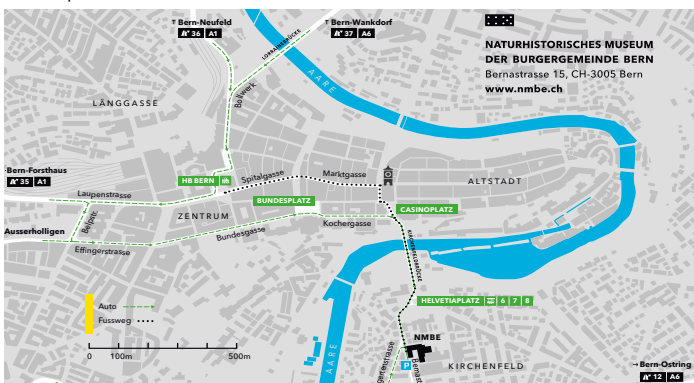 Bern-Neufeld
36 A1
Bern-Wankdorf
37 A6
LORRAINEBRÜCKE
NATURHISTORISCHES MUSEUM
DER BURGERGEMEINDE BERN
Bernastrasse 15, CH-3005 Bern
www.nmbe.ch
AARE
Bollwerk
LÄNGGASSE
Bern-Forsthaus
35 A1
HB BERN
Spitalgasse
Marktgasse
ALTSTADT
Laupenstrasse
BUNDESPLATZ
CASINOPLATZ
ZENTRUM
Belpstr.
Kochergasse
Ausserholligen
Bundesgasse
Effingerstrasse
KIRCHENFELDBRÜCKE
HELVETIAPLATZ 6 7 8
Auto
Fussweg
0 100m 500m
AARE
NMBE
P
KIRCHENFELD
Bern-Ostring
12 A6